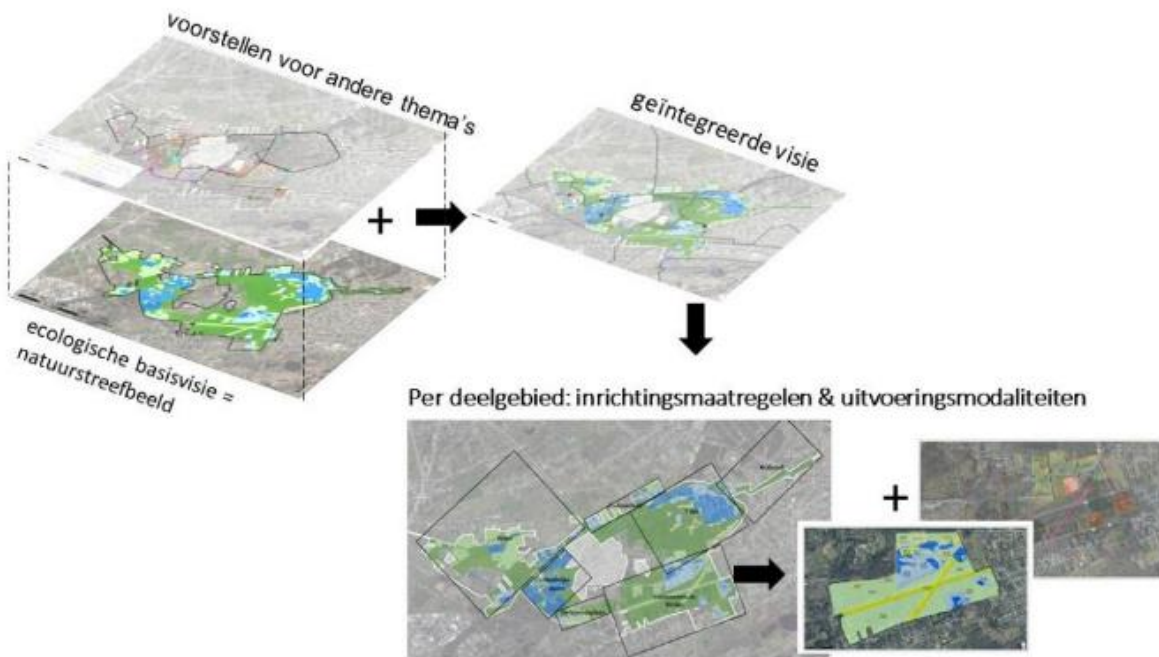 voorstellen voor andere thema's
geïntegreerde visie
+
ecologische basisvisie =
natuurstreefbeeld
Per deelgebied: inrichtingsmaatregelen & uitvoeringsmodaliteiten
+